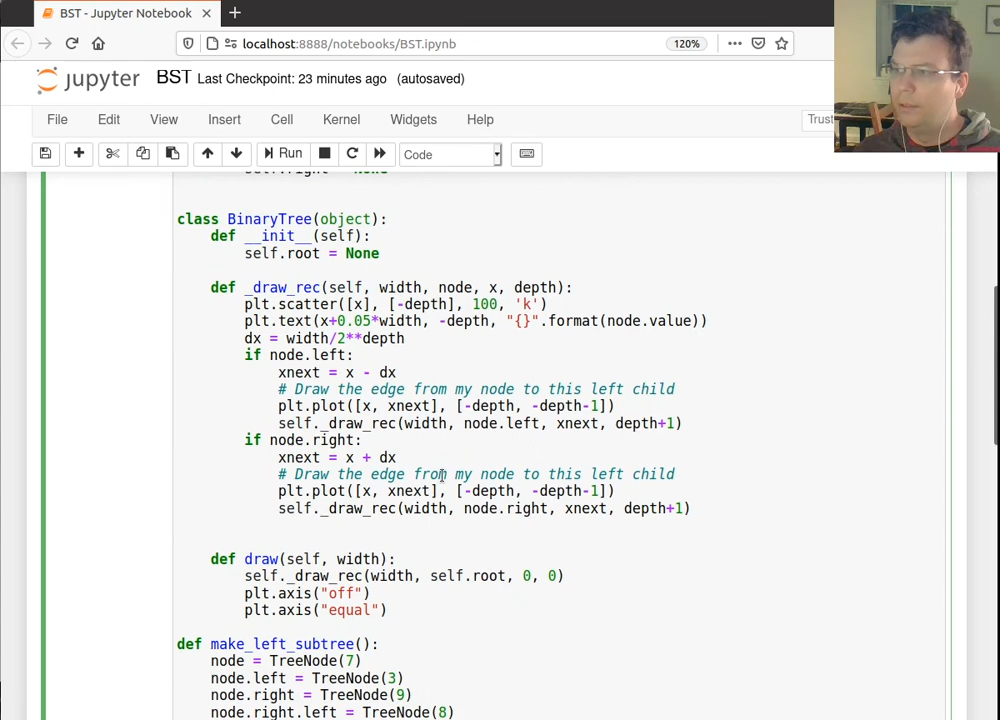 BST - Jupyter Notebook
localhost:8888/notebooks/BST.ipynb
120%
jupyter BST Last Checkpoint: 23 minutes ago (autosaved)
File Edit View Insert Cell Kernel Widgets Help
Run Code
class BinaryTree(object):
def __init__(self):
self.root = None
def _draw_rec(self, width, node, x, depth):
plt.scatter([x], [-depth], 100, 'k')
plt.text(x+0.05*width, -depth, "{}".format(node.value))
dx = width/2**depth
if node.left:
xnext = x - dx
# Draw the edge from my node to this left child
plt.plot([x, xnext], [-depth, -depth-1])
self._draw_rec(width, node.left, xnext, depth+1)
if node.right:
xnext = x + dx
# Draw the edge from my node to this left child
plt.plot([x, xnext], [-depth, -depth-1])
self._draw_rec(width, node.right, xnext, depth+1)
def draw(self, width):
self._draw_rec(width, self.root, 0, 0)
plt.axis("off")
plt.axis("equal")
def make_left_subtree():
node = TreeNode(7)
node.left = TreeNode(3)
node.right = TreeNode(9)
node.right.left = TreeNode(8)